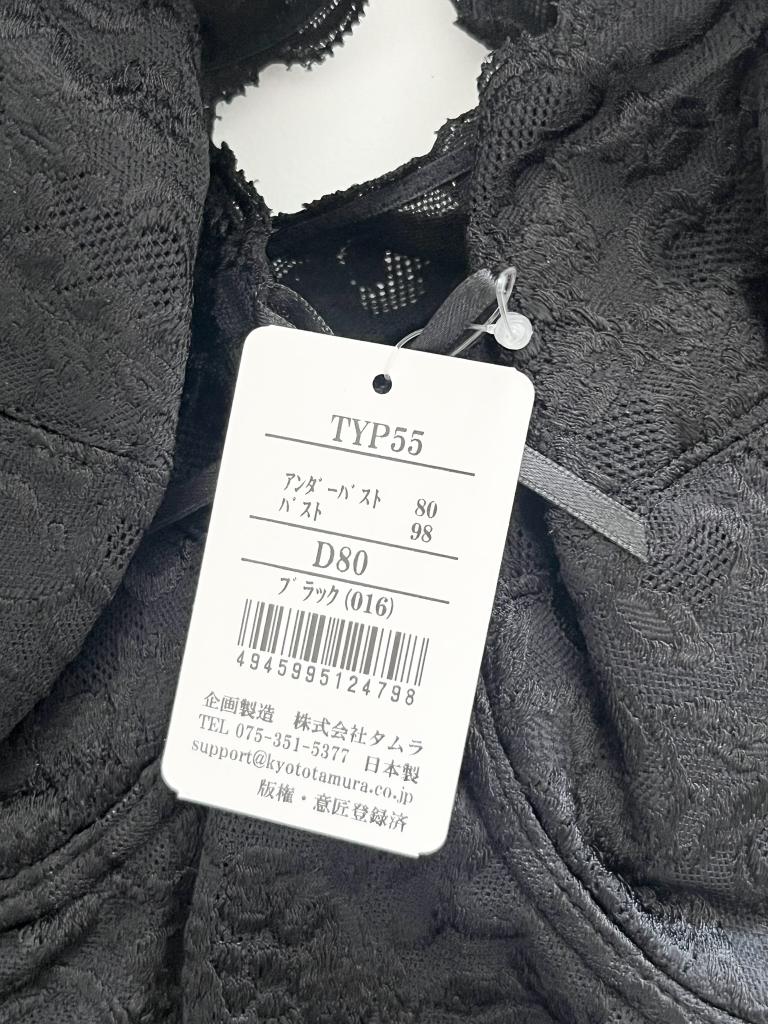 TYP55
アンダーバスト 80
バスト 98
D80
ブラック(016)
4945995124798
企画製造 株式会社タムラ
TEL 075-351-5377 日本製
support@kyototamura.co.jp
版権・意匠登録済